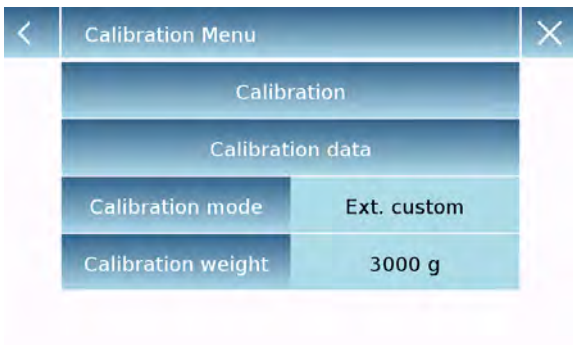 Calibration Menu
Calibration
Calibration data
Calibration mode Ext. custom
Calibration weight 3000 g